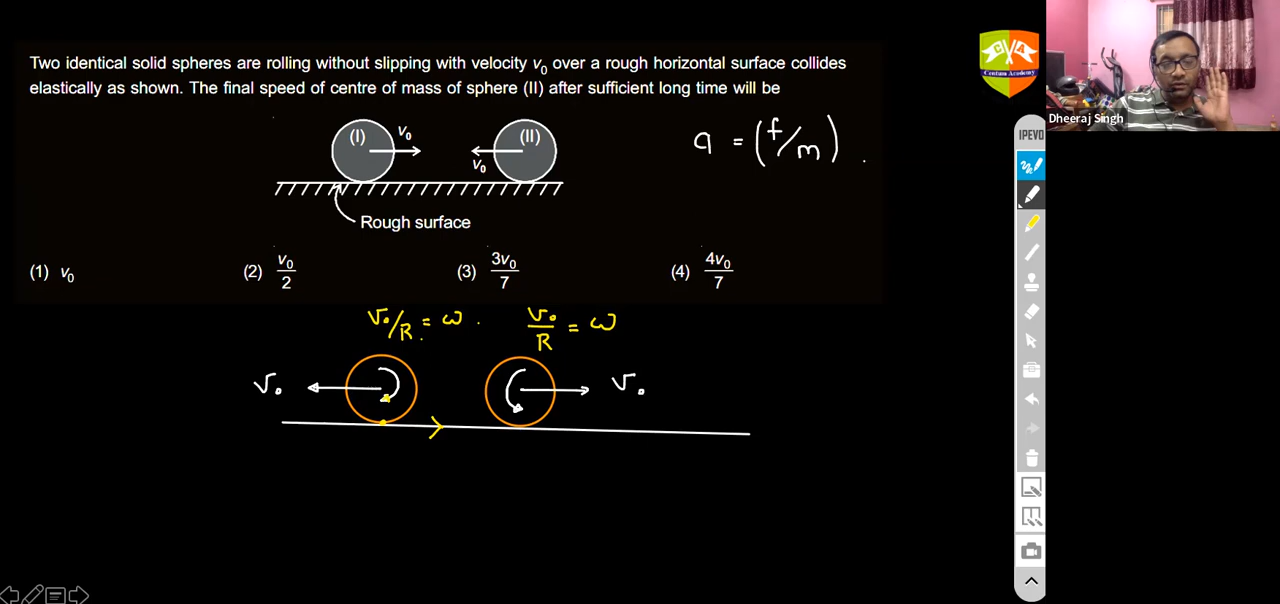 Two identical solid spheres are rolling without slipping with velocity v₀ over a rough horizontal surface collides
elastically as shown. The final speed of centre of mass of sphere (II) after sufficient long time will be
(I) v₀ v₀ (II)
Rough surface
a = (f/m) .
(1) v₀ (2) v₀/2 (3) 3v₀/7 (4) 4v₀/7
v₀/R = ω . v₀/R = ω
v₀ v₀
C A
Centum Academy
Dheeraj Singh
IPEVO